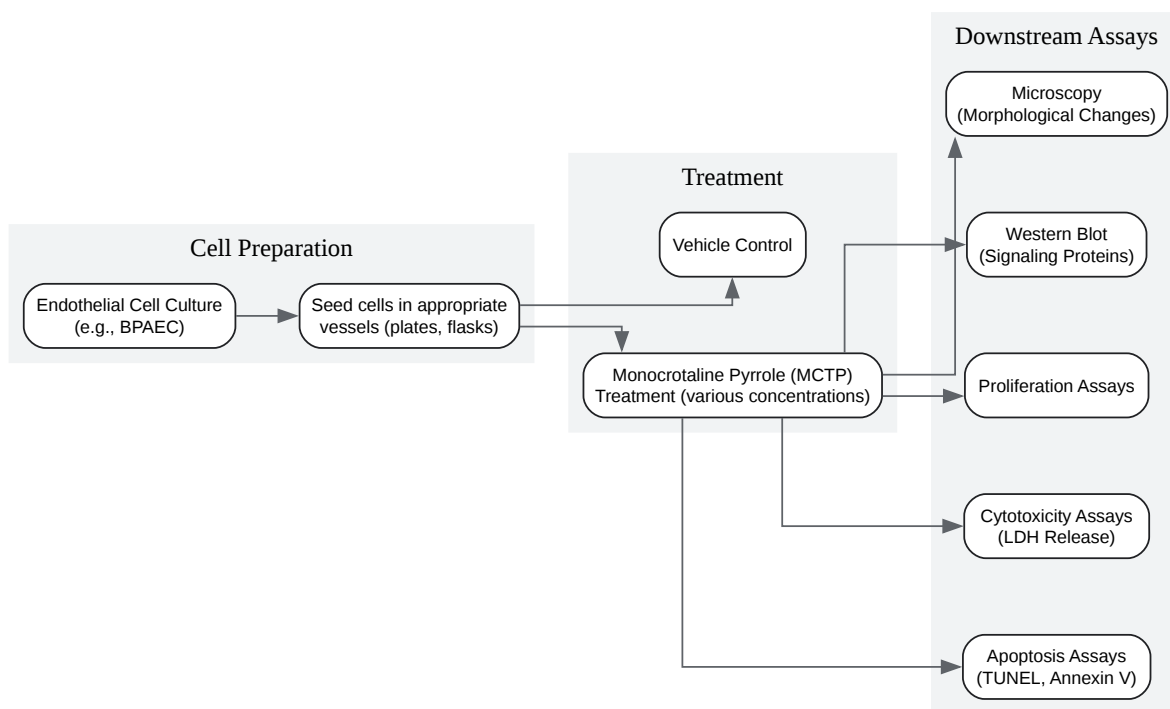 Cell Preparation
Endothelial Cell Culture
(e.g., BPAEC)
Seed cells in appropriate
vessels (plates, flasks)
Treatment
Vehicle Control
Monocrotaline Pyrrole (MCTP)
Treatment (various concentrations)
Downstream Assays
Microscopy
(Morphological Changes)
Western Blot
(Signaling Proteins)
Proliferation Assays
Cytotoxicity Assays
(LDH Release)
Apoptosis Assays
(TUNEL, Annexin V)